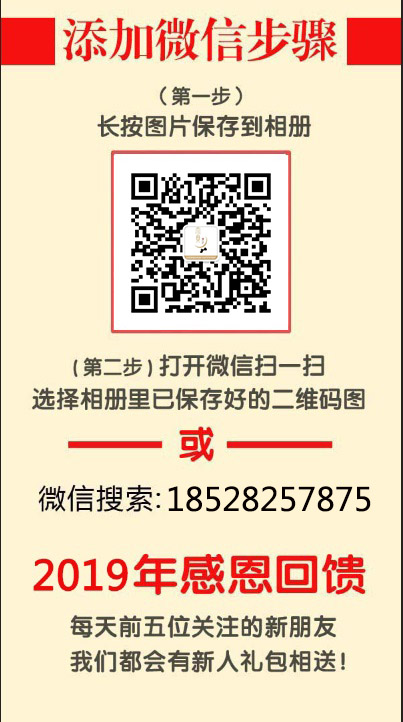 添加微信步骤
（第一步）
长按图片保存到相册
（第二步）打开微信扫一扫
选择相册里已保存好的二维码图
或
微信搜索:18528257875
2019年感恩回馈
每天前五位关注的新朋友
我们都会有新人礼包相送!